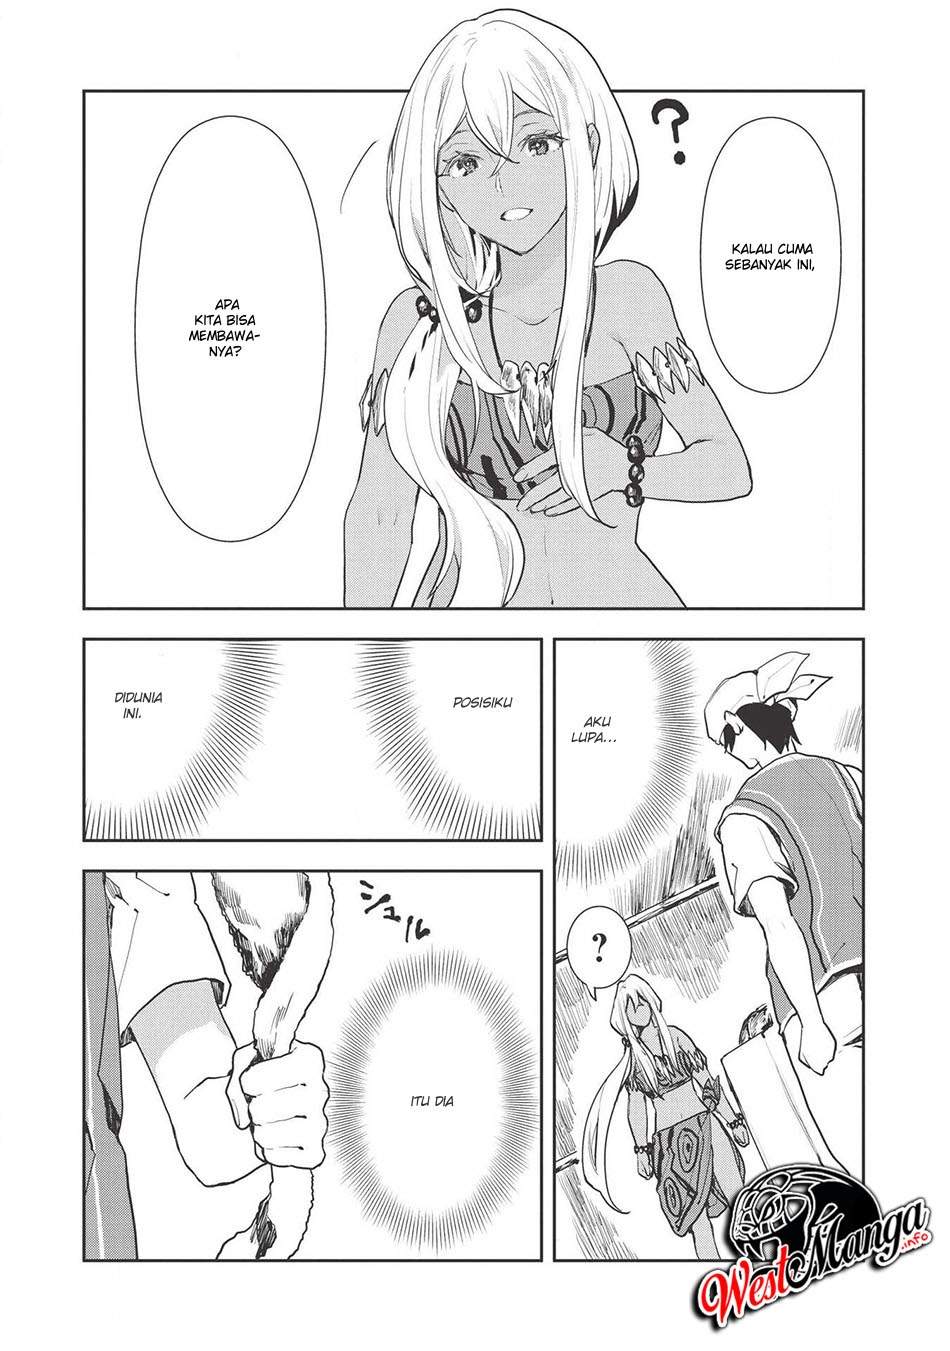 ?
KALAU CUMA
SEBANYAK INI,
APA
KITA BISA
MEMBAWA-
NYA?
AKU
LUPA...
?
POSISIKU
DIDUNIA
INI.
シュル
ITU DIA
WestManga
.info